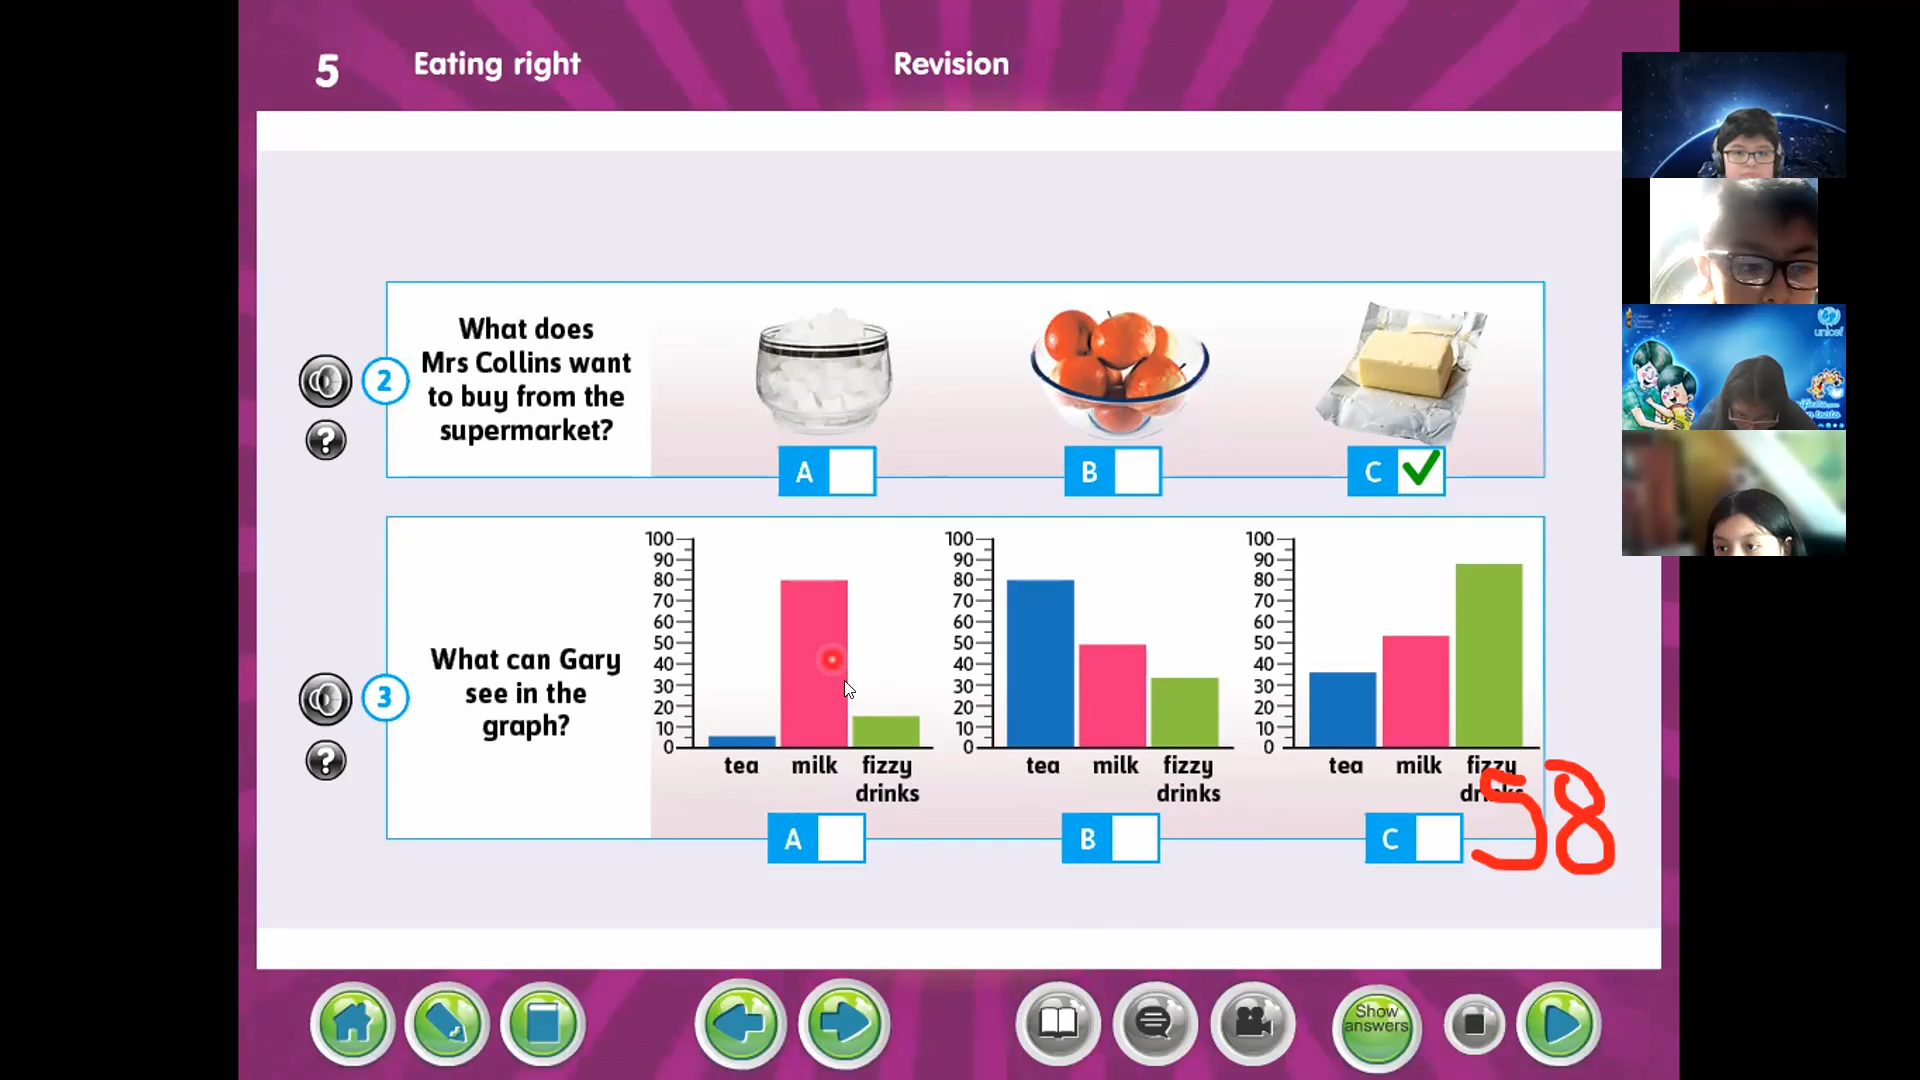 5 Eating right Revision
unicef
What does
Mrs Collins want
to buy from the
supermarket?
2
A B C
100 100 100
90 90 90
80 80 80
70 70 70
60 60 60
50 50 50
40 40 40
30 30 30
20 20 20
10 10 10
0 0 0
What can Gary
see in the
graph?
3
tea milk fizzy drinks
tea milk fizzy drinks
tea milk fizzy drinks
A B C
58
Show
answers